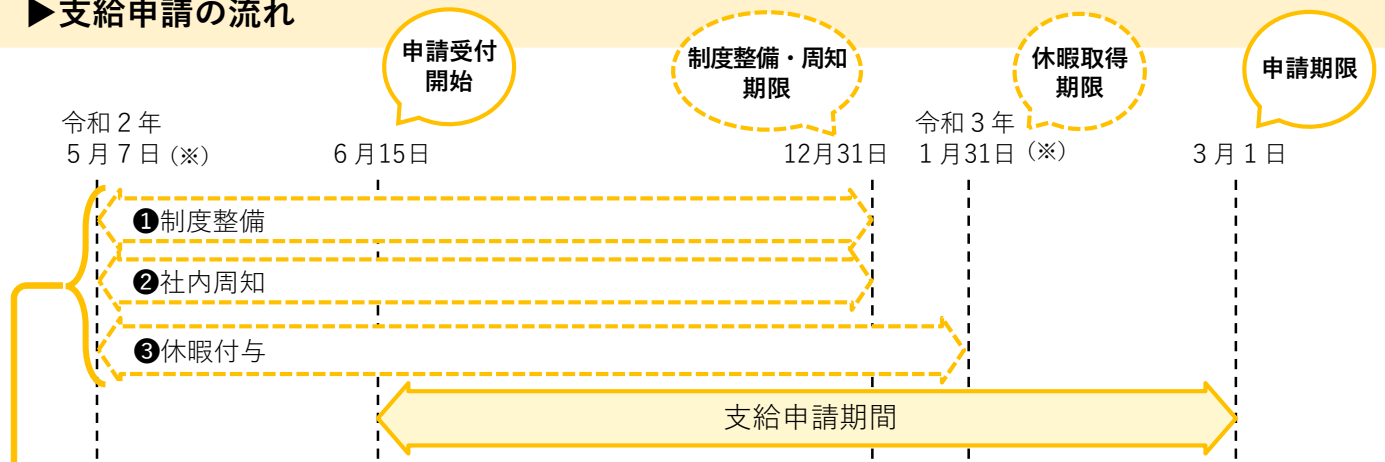 ▶支給申請の流れ
申請受付
開始
制度整備・周知
期限
休暇取得
期限
申請期限
令和２年
５月７日(※)
６月15日
12月31日
令和３年
１月31日(※)
３月１日
❶制度整備
❷社内周知
❸休暇付与
支給申請期間